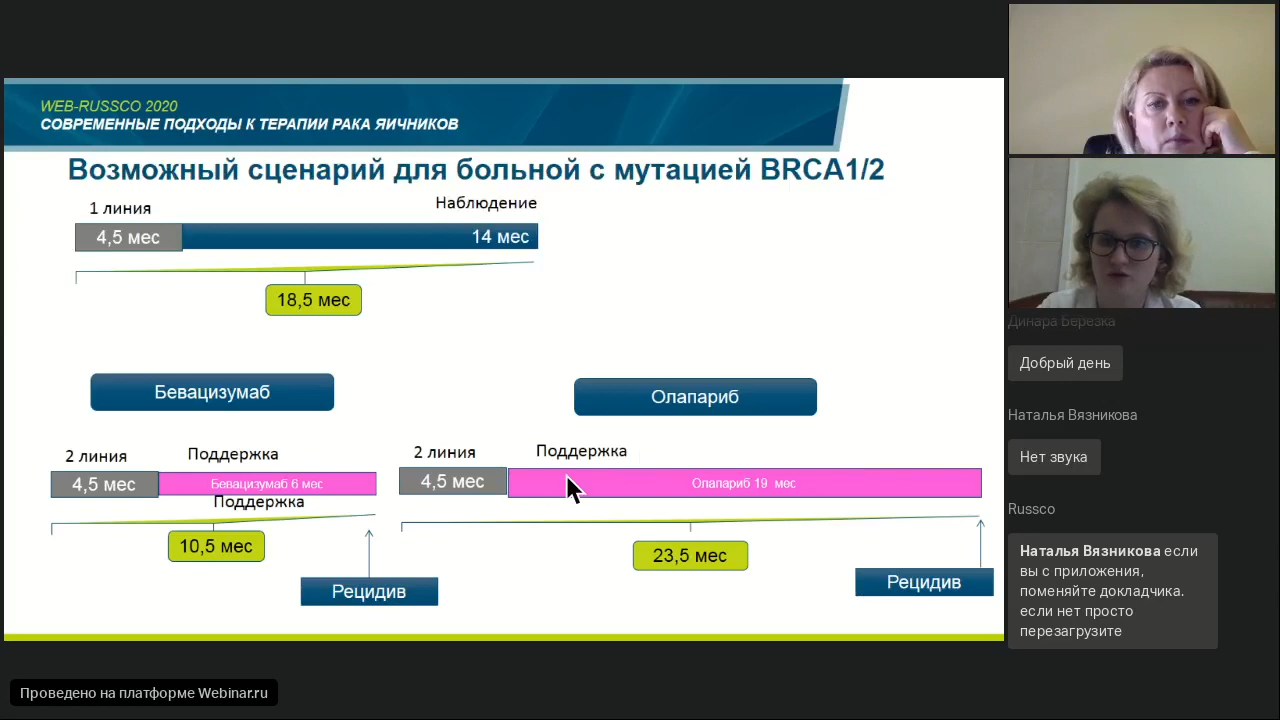 WEB-RUSSCO 2020
СОВРЕМЕННЫЕ ПОДХОДЫ К ТЕРАПИИ РАКА ЯИЧНИКОВ
Возможный сценарий для больной с мутацией BRCA1/2
1 линия
Наблюдение
4,5 мес
14 мес
18,5 мес
Бевацизумаб
Олапариб
2 линия
Поддержка
4,5 мес
Бевацизумаб 6 мес
Поддержка
10,5 мес
Рецидив
2 линия
Поддержка
4,5 мес
Олапариб 19 мес
23,5 мес
Рецидив
Динара Березка
Добрый день
Наталья Вязникова
Нет звука
Russco
Наталья Вязникова если
вы с приложения,
поменяйте докладчика.
если нет просто
перезагрузите
Проведено на платформе Webinar.ru